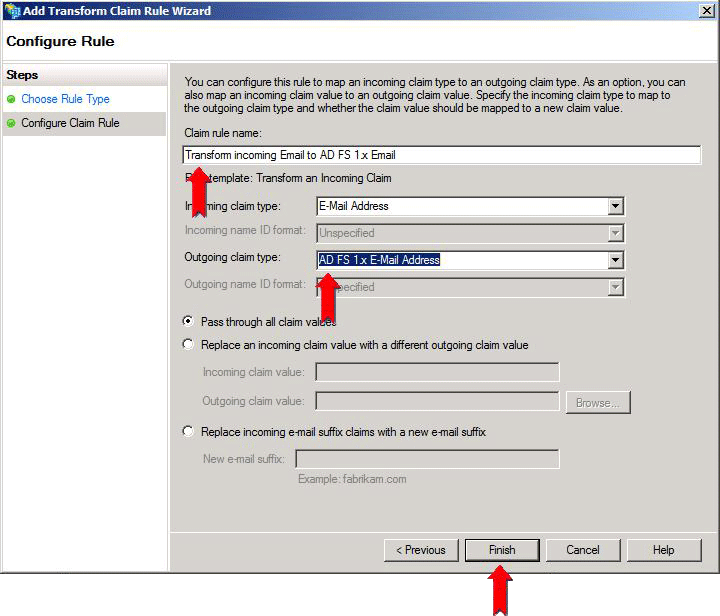 Add Transform Claim Rule Wizard
Configure Rule
Steps
Choose Rule Type
Configure Claim Rule
You can configure this rule to map an incoming claim type to an outgoing claim type. As an option, you can
also map an incoming claim value to an outgoing claim value. Specify the incoming claim type to map to
the outgoing claim type and whether the claim value should be mapped to a new claim value.
Claim rule name:
Transform incoming Email to AD FS 1.x Email
template: Transform an Incoming Claim
claim type: E-Mail Address
Incoming name ID format: Unspecified
Outgoing claim type: AD FS 1.x E-Mail Address
Outgoing name ID format:
Pass through all claim values
Replace an incoming claim value with a different outgoing claim value
Incoming claim value:
Outgoing claim value: Browse...
Replace incoming e-mail suffix claims with a new e-mail suffix
New e-mail suffix:
Example: fabrikam.com
< Previous Finish Cancel Help